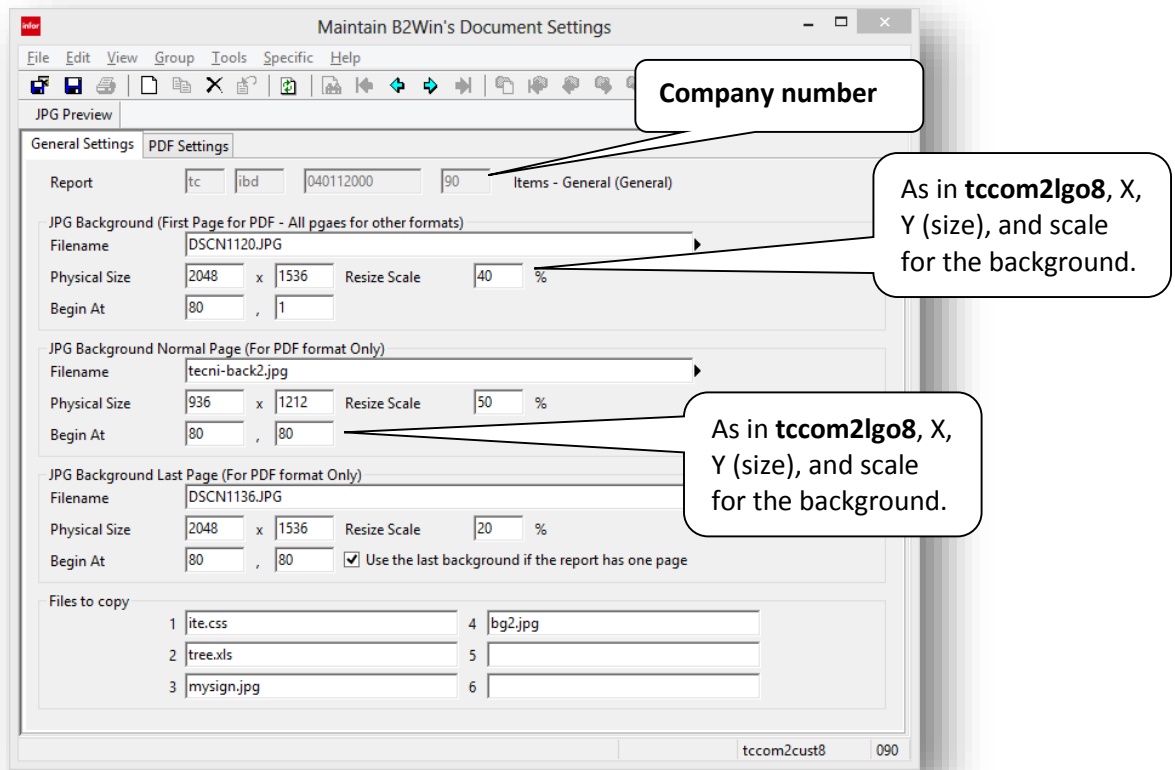 infor
Maintain B2Win's Document Settings
File Edit View Group Tools Specific Help
Company number
JPG Preview
General Settings PDF Settings
Report tc ibd 040112000 90 Items - General (General)
As in tccom2lgo8, X,
Y (size), and scale
for the background.
JPG Background (First Page for PDF - All pgaes for other formats)
Filename DSCN1120.JPG
Physical Size 2048 x 1536 Resize Scale 40 %
Begin At 80 , 1
JPG Background Normal Page (For PDF format Only)
Filename tecni-back2.jpg
Physical Size 936 x 1212 Resize Scale 50 %
Begin At 80 , 80
As in tccom2lgo8, X,
Y (size), and scale
for the background.
JPG Background Last Page (For PDF format Only)
Filename DSCN1136.JPG
Physical Size 2048 x 1536 Resize Scale 20 %
Begin At 80 , 80 Use the last background if the report has one page
Files to copy
1 ite.css 4 bg2.jpg
2 tree.xls 5
3 mysign.jpg 6
tccom2cust8 090